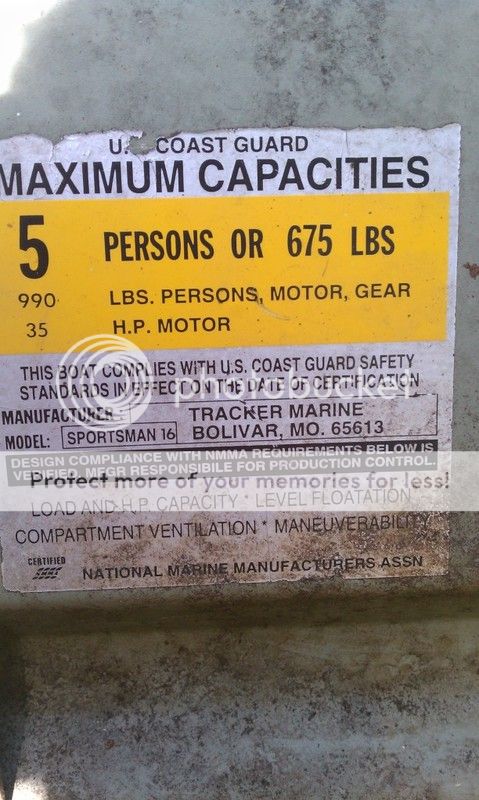 U. COAST GUARD
MAXIMUM CAPACITIES
5 PERSONS OR 675 LBS
990 LBS. PERSONS, MOTOR, GEAR
35 H.P. MOTOR
THIS BOAT COMPLIES WITH U.S. COAST GUARD SAFETY
STANDARDS IN EFFECT ON THE DATE OF CERTIFICATION
photobucket
MANUFACTURER: TRACKER MARINE
MODEL: SPORTSMAN 16 BOLIVAR, MO. 65613
DESIGN COMPLIANCE WITH NMMA REQUIREMENTS BELOW IS
VERIFIED. MFGR RESPONSIBLE FOR PRODUCTION CONTROL.
Protect more of your memories for less!
LOAD AND H.P. CAPACITY * LEVEL FLOATATION
COMPARTMENT VENTILATION * MANEUVERABILITY
CERTIFIED
NMMA
NATIONAL MARINE MANUFACTURERS ASSN